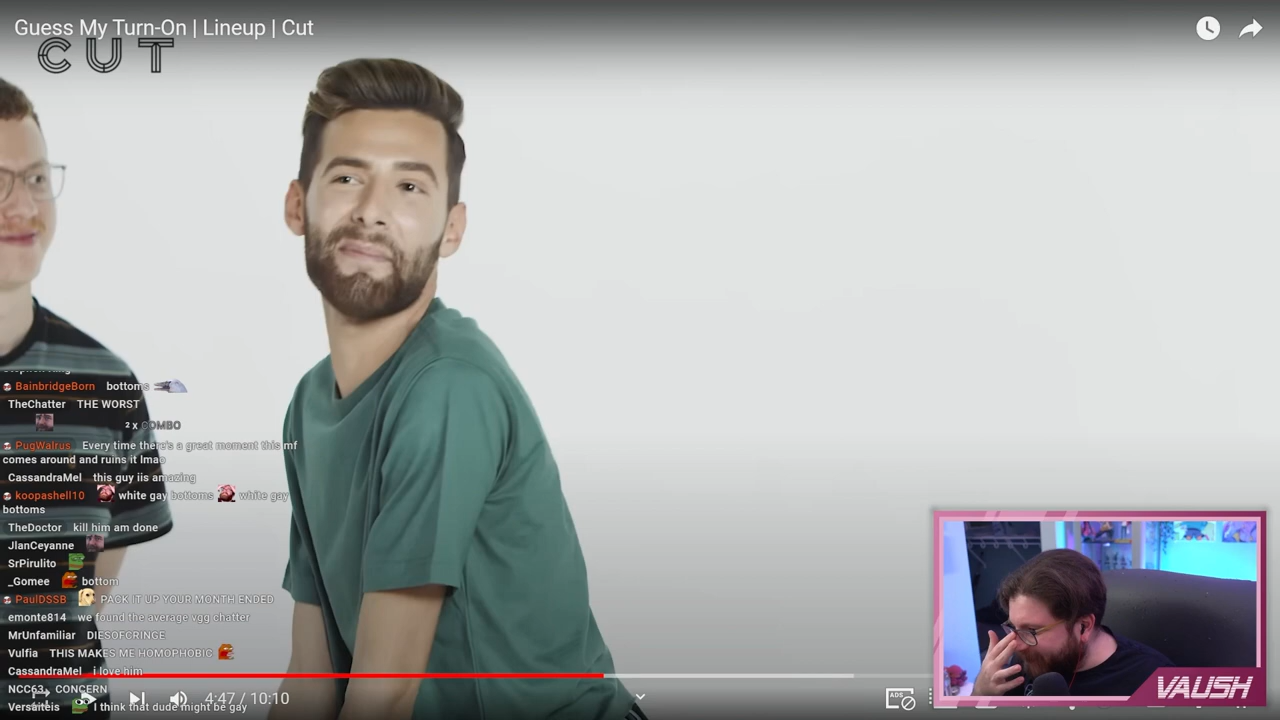 Guess My Turn-On | Lineup | Cut
CUT
BainbridgeBorn bottoms
TheChatter THE WORST
2 x COMBO
PugWalrus Every time there's a great moment this mf
comes around and ruins it lmao
CassandraMel this guy iis amazing
koopashell10 white gay bottoms white gay
bottoms
TheDoctor kill him am done
JlanCeyanne
SrPirulito
_Gomee bottom
PaulDSSB PACK IT UP YOUR MONTH ENDED
emonte814 we found the average vgg chatter
MrUnfamiliar DIESOFCRINGE
Vulfia THIS MAKES ME HOMOPHOBIC
CassandraMel i love him
NCC63 CONCERN
4:47 / 10:10
Versarteis I think that dude might be gay
ADS
VAUSH